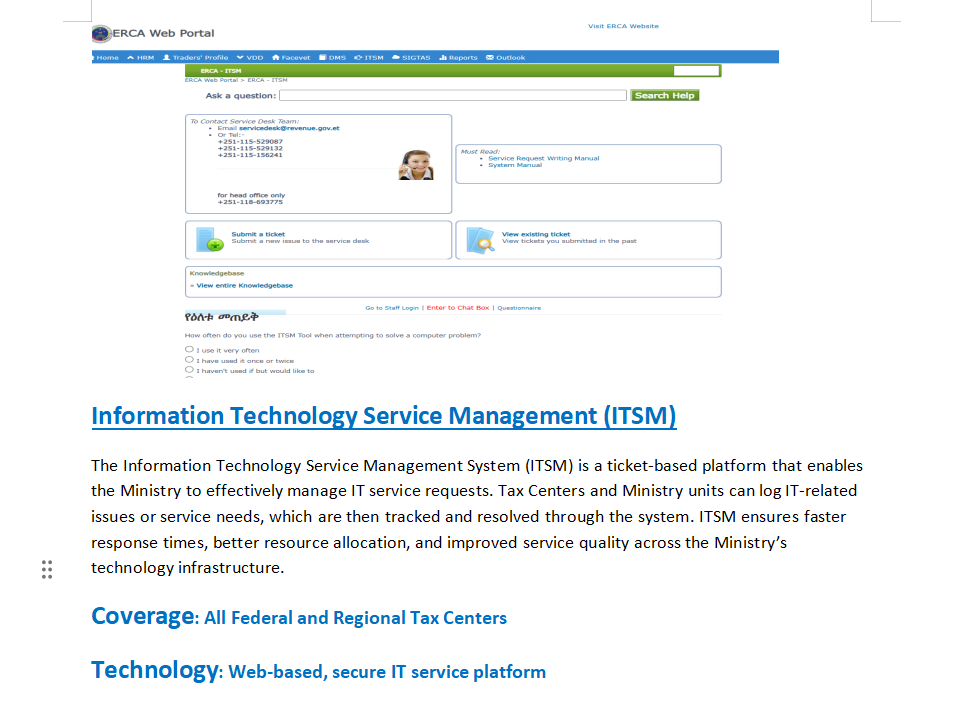 Visit ERCA Website
ERCA Web Portal
Home HRM Traders' Profile VDD Facevet DMS ITSM SIGTAS Reports Outlook
ERCA - ITSM
ERCA Web Portal > ERCA - ITSM
Ask a question: Search Help
To Contact Service Desk Team:
• Email servicedesk@revenue.gov.et
• Or Tel:-
+251-115-529087
+251-115-529132
+251-115-156241
for head office only
+251-118-693775
Must Read:
• Service Request Writing Manual
• System Manual
Submit a ticket
Submit a new issue to the service desk
View existing ticket
View tickets you submitted in the past
Knowledgebase
» View entire Knowledgebase
Go to Staff Login | Enter to Chat Box | Questionnaire
የዕለቱ መጠይቅ
How often do you use the ITSM Tool when attempting to solve a computer problem?
I use it very often
I have used it once or twice
I haven't used if but would like to
Information Technology Service Management (ITSM)
The Information Technology Service Management System (ITSM) is a ticket-based platform that enables
the Ministry to effectively manage IT service requests. Tax Centers and Ministry units can log IT-related
issues or service needs, which are then tracked and resolved through the system. ITSM ensures faster
response times, better resource allocation, and improved service quality across the Ministry's
technology infrastructure.
Coverage: All Federal and Regional Tax Centers
Technology: Web-based, secure IT service platform